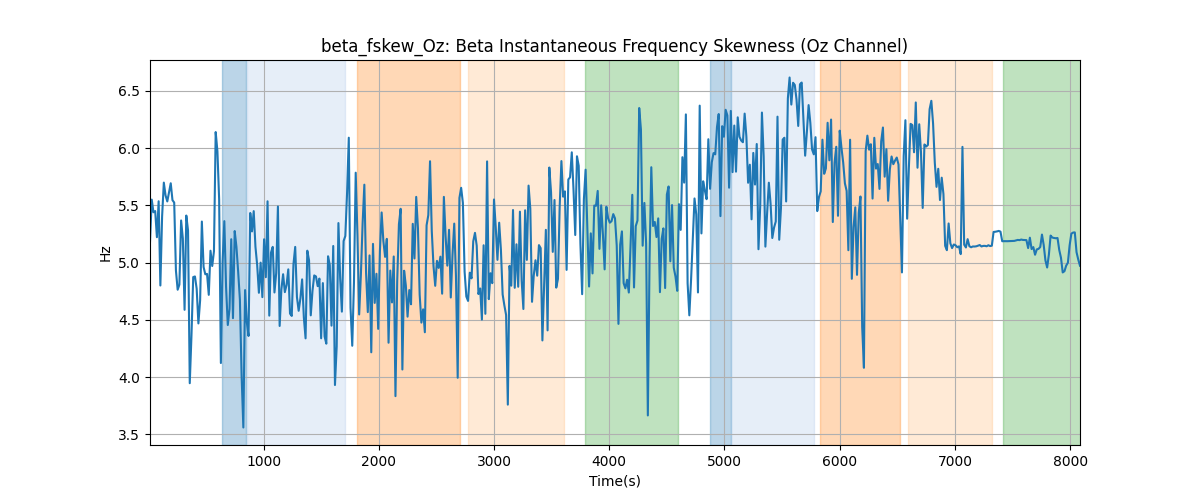 beta_fskew_Oz: Beta Instantaneous Frequency Skewness (Oz Channel)
6.5
6.0
5.5
5.0
4.5
4.0
3.5
Hz
1000 2000 3000 4000 5000 6000 7000 8000
Time(s)